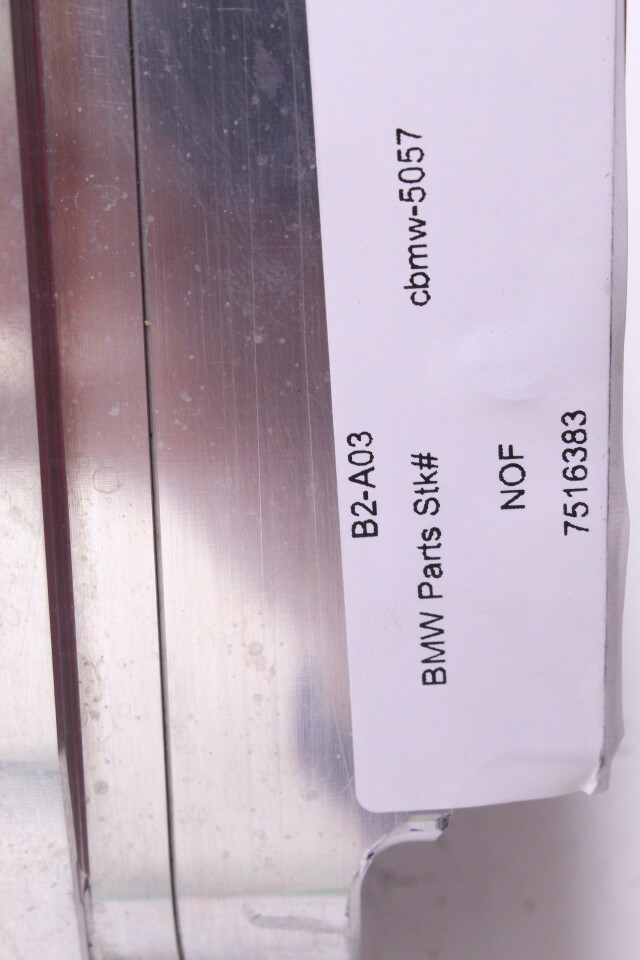 B2-A03
BMW Parts Stk# cbmw-5057
NOF
7516383